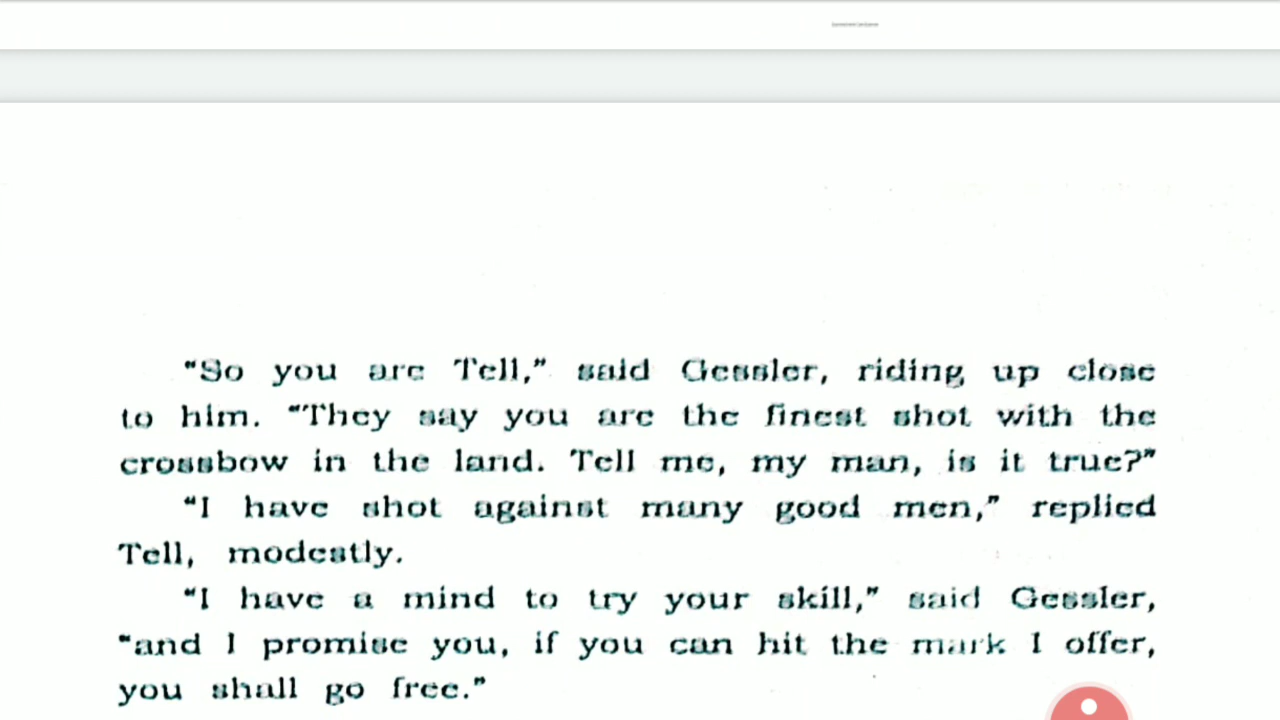 "So you are Tell," said Gessler, riding up close
to him. "They say you are the finest shot with the
crossbow in the land. Tell me, my man, is it true?"
"I have shot against many good men," replied
Tell, modestly.
"I have a mind to try your skill," said Gessler,
"and I promise you, if you can hit the mark I offer,
you shall go free."